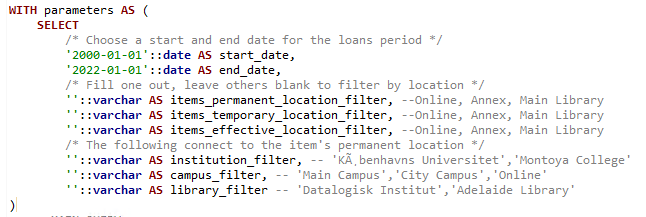 WITH parameters AS (
SELECT
/* Choose a start and end date for the loans period */
'2000-01-01'::date AS start_date,
'2022-01-01'::date AS end_date,
/* Fill one out, leave others blank to filter by location */
''::varchar AS items_permanent_location_filter, --Online, Annex, Main Library
''::varchar AS items_temporary_location_filter, --Online, Annex, Main Library
''::varchar AS items_effective_location_filter, --Online, Annex, Main Library
/* The following connect to the item's permanent location */
''::varchar AS institution_filter, -- 'KÃ¸benhavns Universitet','Montoya College'
''::varchar AS campus_filter, -- 'Main Campus','City Campus','Online'
''::varchar AS library_filter -- 'Datalogisk Institut','Adelaide Library'
)